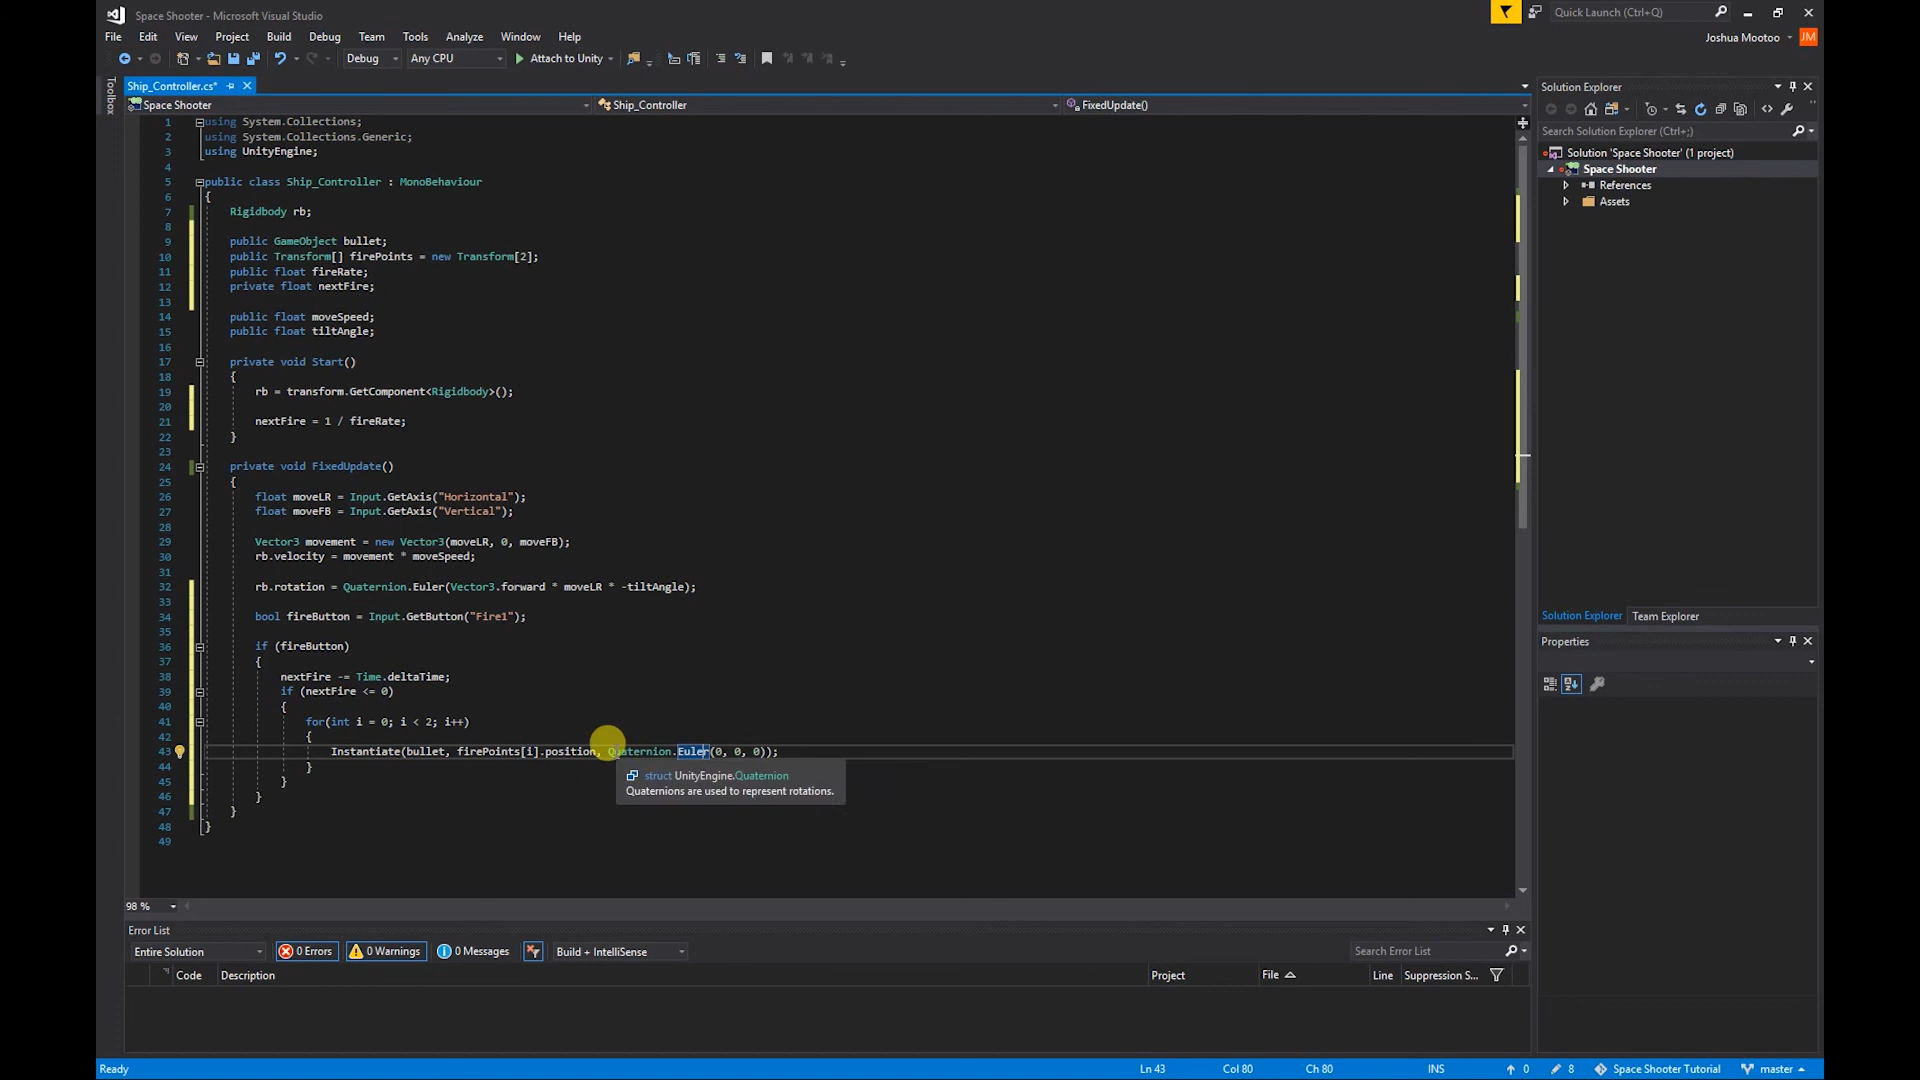 Space Shooter - Microsoft Visual Studio
Quick Launch (Ctrl+Q)
File Edit View Project Build Debug Team Tools Analyze Window Help
Joshua Mootoo JM
Debug Any CPU Attach to Unity
Toolbox
Ship_Controller.cs*
Space Shooter Ship_Controller FixedUpdate()
1 using System.Collections;
2 using System.Collections.Generic;
3 using UnityEngine;
4
5 public class Ship_Controller : MonoBehaviour
6 {
7 Rigidbody rb;
8
9 public GameObject bullet;
10 public Transform[] firePoints = new Transform[2];
11 public float fireRate;
12 private float nextFire;
13
14 public float moveSpeed;
15 public float tiltAngle;
16
17 private void Start()
18 {
19 rb = transform.GetComponent<Rigidbody>();
20
21 nextFire = 1 / fireRate;
22 }
23
24 private void FixedUpdate()
25 {
26 float moveLR = Input.GetAxis("Horizontal");
27 float moveFB = Input.GetAxis("Vertical");
28
29 Vector3 movement = new Vector3(moveLR, 0, moveFB);
30 rb.velocity = movement * moveSpeed;
31
32 rb.rotation = Quaternion.Euler(Vector3.forward * moveLR * -tiltAngle);
33
34 bool fireButton = Input.GetButton("Fire1");
35
36 if (fireButton)
37 {
38 nextFire -= Time.deltaTime;
39 if (nextFire <= 0)
40 {
41 for(int i = 0; i < 2; i++)
42 {
43 Instantiate(bullet, firePoints[i].position, Quaternion.Euler(0, 0, 0));
44 }
45 }
46 }
47 }
48 }
49
struct UnityEngine.Quaternion
Quaternions are used to represent rotations.
98 %
Solution Explorer
Search Solution Explorer (Ctrl+;)
Solution 'Space Shooter' (1 project)
Space Shooter
References
Assets
Solution Explorer Team Explorer
Properties
Error List
Entire Solution 0 Errors 0 Warnings 0 Messages Build + IntelliSense Search Error List
Code Description Project File Line Suppression S...
Ready Ln 43 Col 80 Ch 80 INS 0 8 Space Shooter Tutorial master